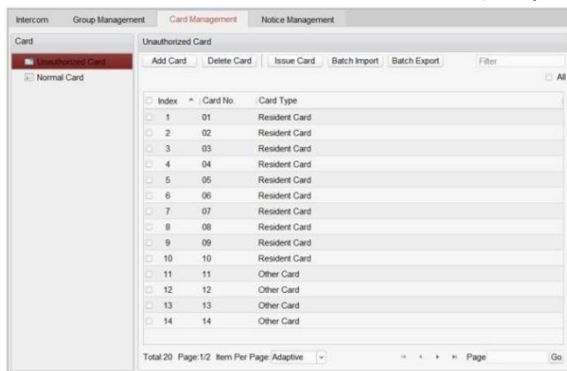 Intercom Group Management Card Management Notice Management
Card Unauthorized Card
Unauthorized Card Add Card Delete Card Issue Card Batch Import Batch Export Filter
Normal Card All
Index Card No. Card Type
1 01 Resident Card
2 02 Resident Card
3 03 Resident Card
4 04 Resident Card
5 05 Resident Card
6 06 Resident Card
7 07 Resident Card
8 08 Resident Card
9 09 Resident Card
10 10 Resident Card
11 11 Other Card
12 12 Other Card
13 13 Other Card
14 14 Other Card
Total:20 Page:1/2 Item Per Page: Adaptive Page Go